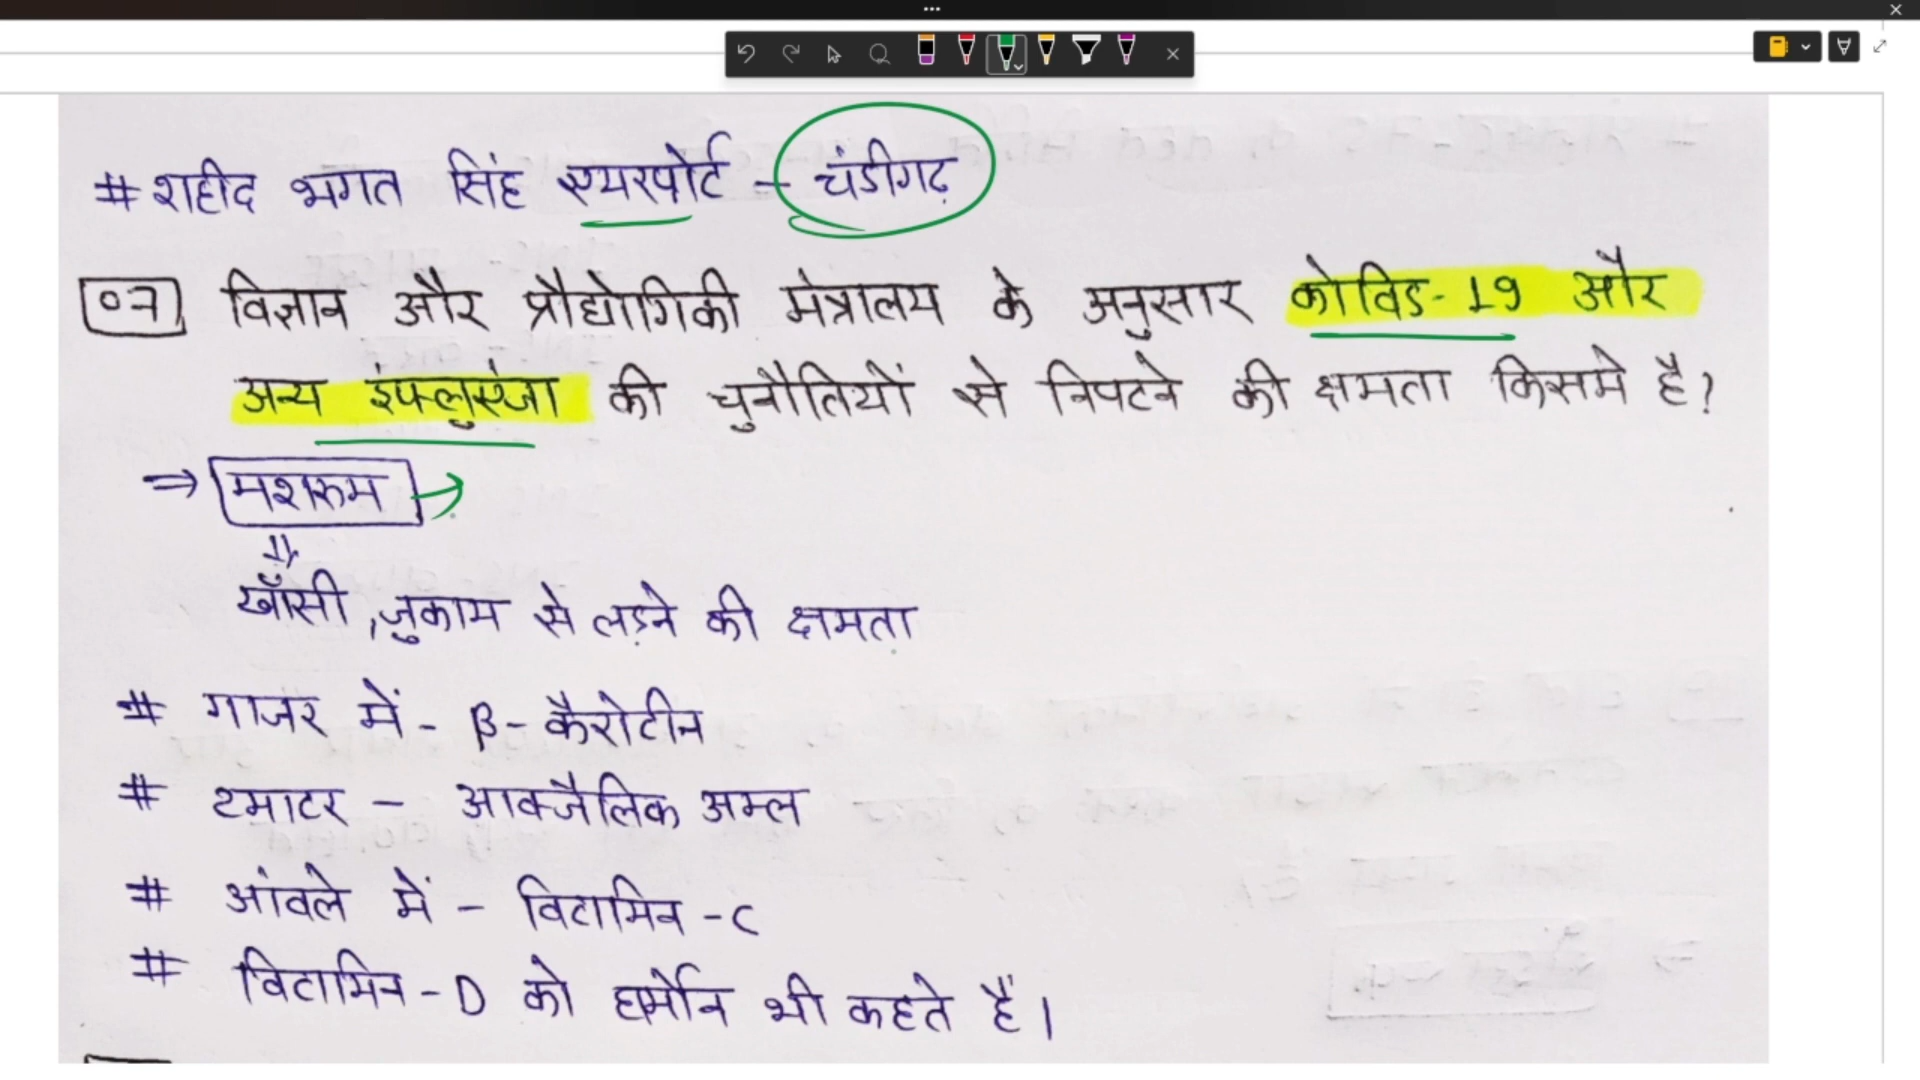 # शहीद भगत सिंह एयरपोर्ट - चंडीगढ़
07 विज्ञान और प्रौद्योगिकी मंत्रालय के अनुसार कोविड-19 और
अन्य इंफ्लुएंजा की चुनौतियों से निपटने की क्षमता किसमे है?
⇒ मशरुम →
⇓
खाँसी, जुकाम से लड़ने की क्षमता
# गाजर में - β- कैरोटीन
# टमाटर - आक्जैलिक अम्ल
# आंवले में - विटामिन -C
# विटामिन-D को हार्मोन भी कहते हैं।